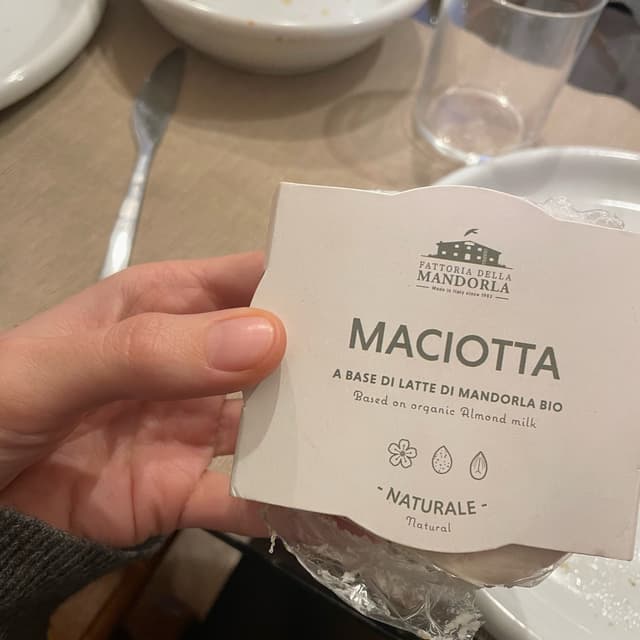 FATTORIA DELLA
MANDORLA
Made in Italy since 1982
MACIOTTA
A BASE DI LATTE DI MANDORLA BIO
Based on organic Almond milk
- NATURALE -
Natural